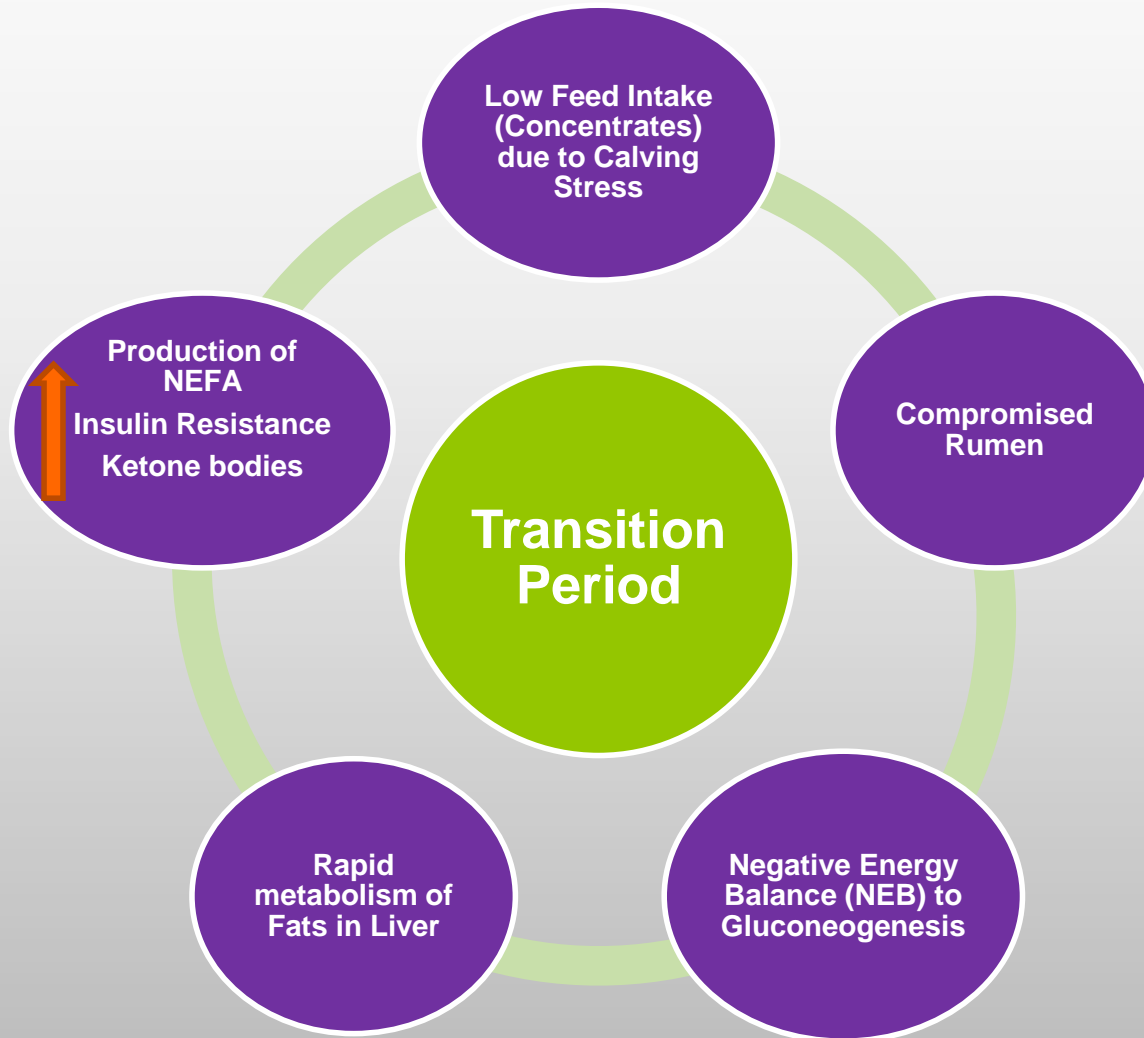 Low Feed Intake
(Concentrates)
due to Calving
Stress
Compromised
Rumen
Negative Energy
Balance (NEB) to
Gluconeogenesis
Rapid
metabolism of
Fats in Liver
Production of
NEFA
Insulin Resistance
Ketone bodies
Transition
Period